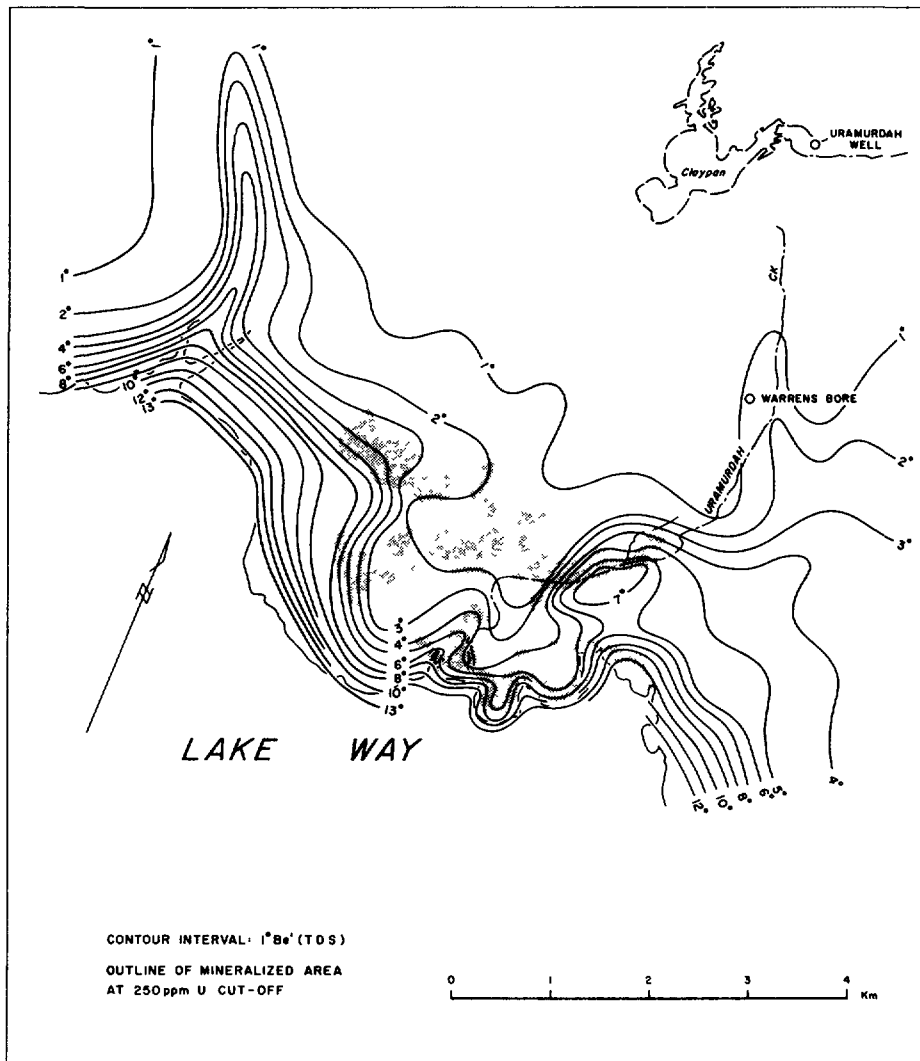 1°
1°
URAMURDAH
WELL
Claypan
CK
1°
2°
4°
6°
8°
10°
12°
13°
1°
2°
1°
WARRENS BORE
2°
URAMURDAH
3°
7°
3°
4°
6°
8°
10°
13°
N
LAKE WAY
4°
5°
6°
8°
10°
12°
CONTOUR INTERVAL: 1° Be' (TDS)
OUTLINE OF MINERALIZED AREA
AT 250ppm U CUT-OFF
0 1 2 3 4
Km